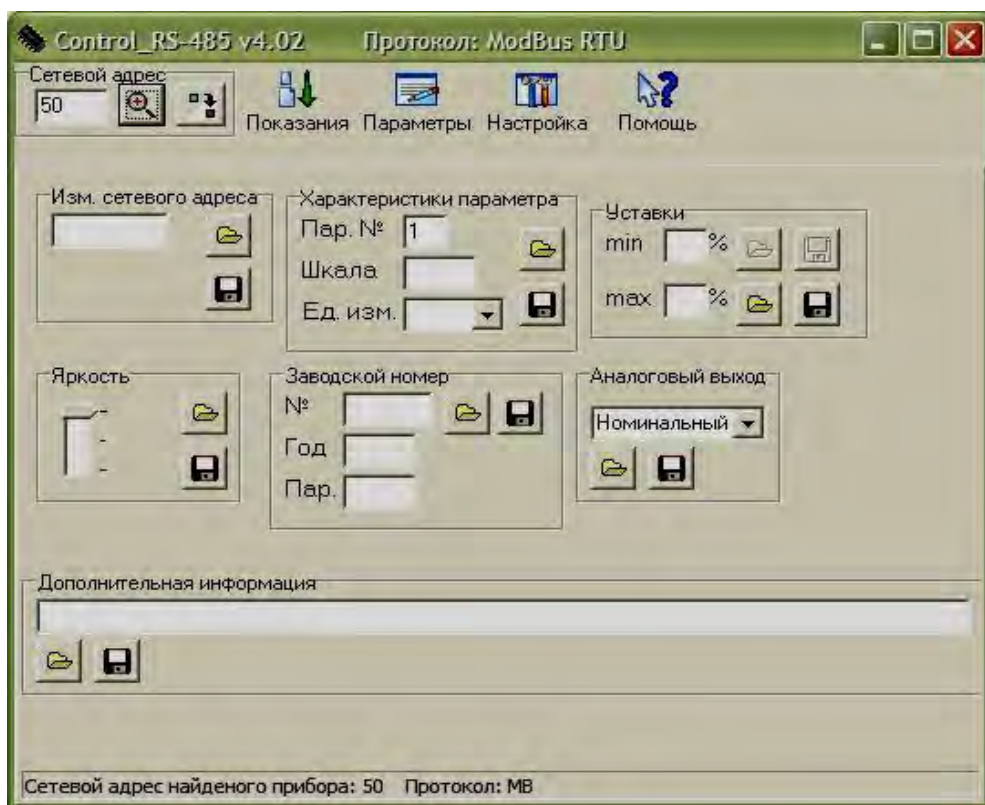 Control_RS-485 v4.02 Протокол: ModBus RTU
Сетевой адрес
50
Показания Параметры Настройка Помощь
Изм. сетевого адреса
Характеристики параметра
Пар. № 1
Шкала
Ед. изм.
Уставки
min %
max %
Яркость
Заводской номер
№
Год
Пар.
Аналоговый выход
Номинальный
Дополнительная информация
Сетевой адрес найденого прибора: 50 Протокол: MB